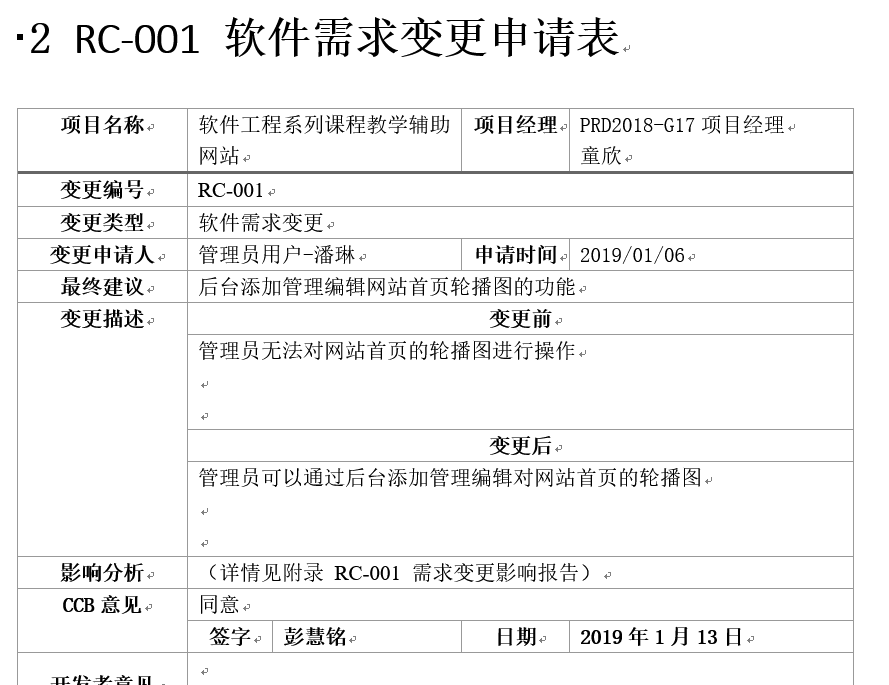 2 RC-001 软件需求变更申请表
项目名称 软件工程系列课程教学辅助 项目经理 PRD2018-G17 项目经理
网站 童欣
变更编号 RC-001
变更类型 软件需求变更
变更申请人 管理员用户-潘琳 申请时间 2019/01/06
最终建议 后台添加管理编辑网站首页轮播图的功能
变更描述 变更前
管理员无法对网站首页的轮播图进行操作
变更后
管理员可以通过后台添加管理编辑对网站首页的轮播图
影响分析 （详情见附录 RC-001 需求变更影响报告）
CCB 意见 同意
签字 彭慧铭 日期 2019 年 1 月 13 日
开发者意见